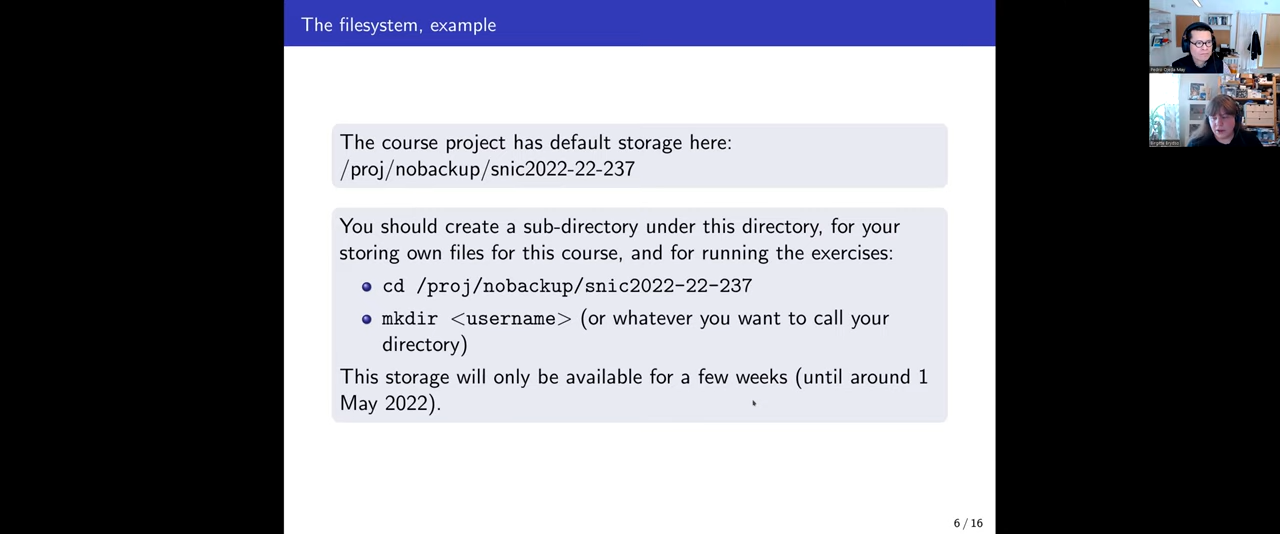 The filesystem, example
The course project has default storage here:
/proj/nobackup/snic2022-22-237
You should create a sub-directory under this directory, for your
storing own files for this course, and for running the exercises:
cd /proj/nobackup/snic2022-22-237
mkdir <username> (or whatever you want to call your
directory)
This storage will only be available for a few weeks (until around 1
May 2022).
6 / 16